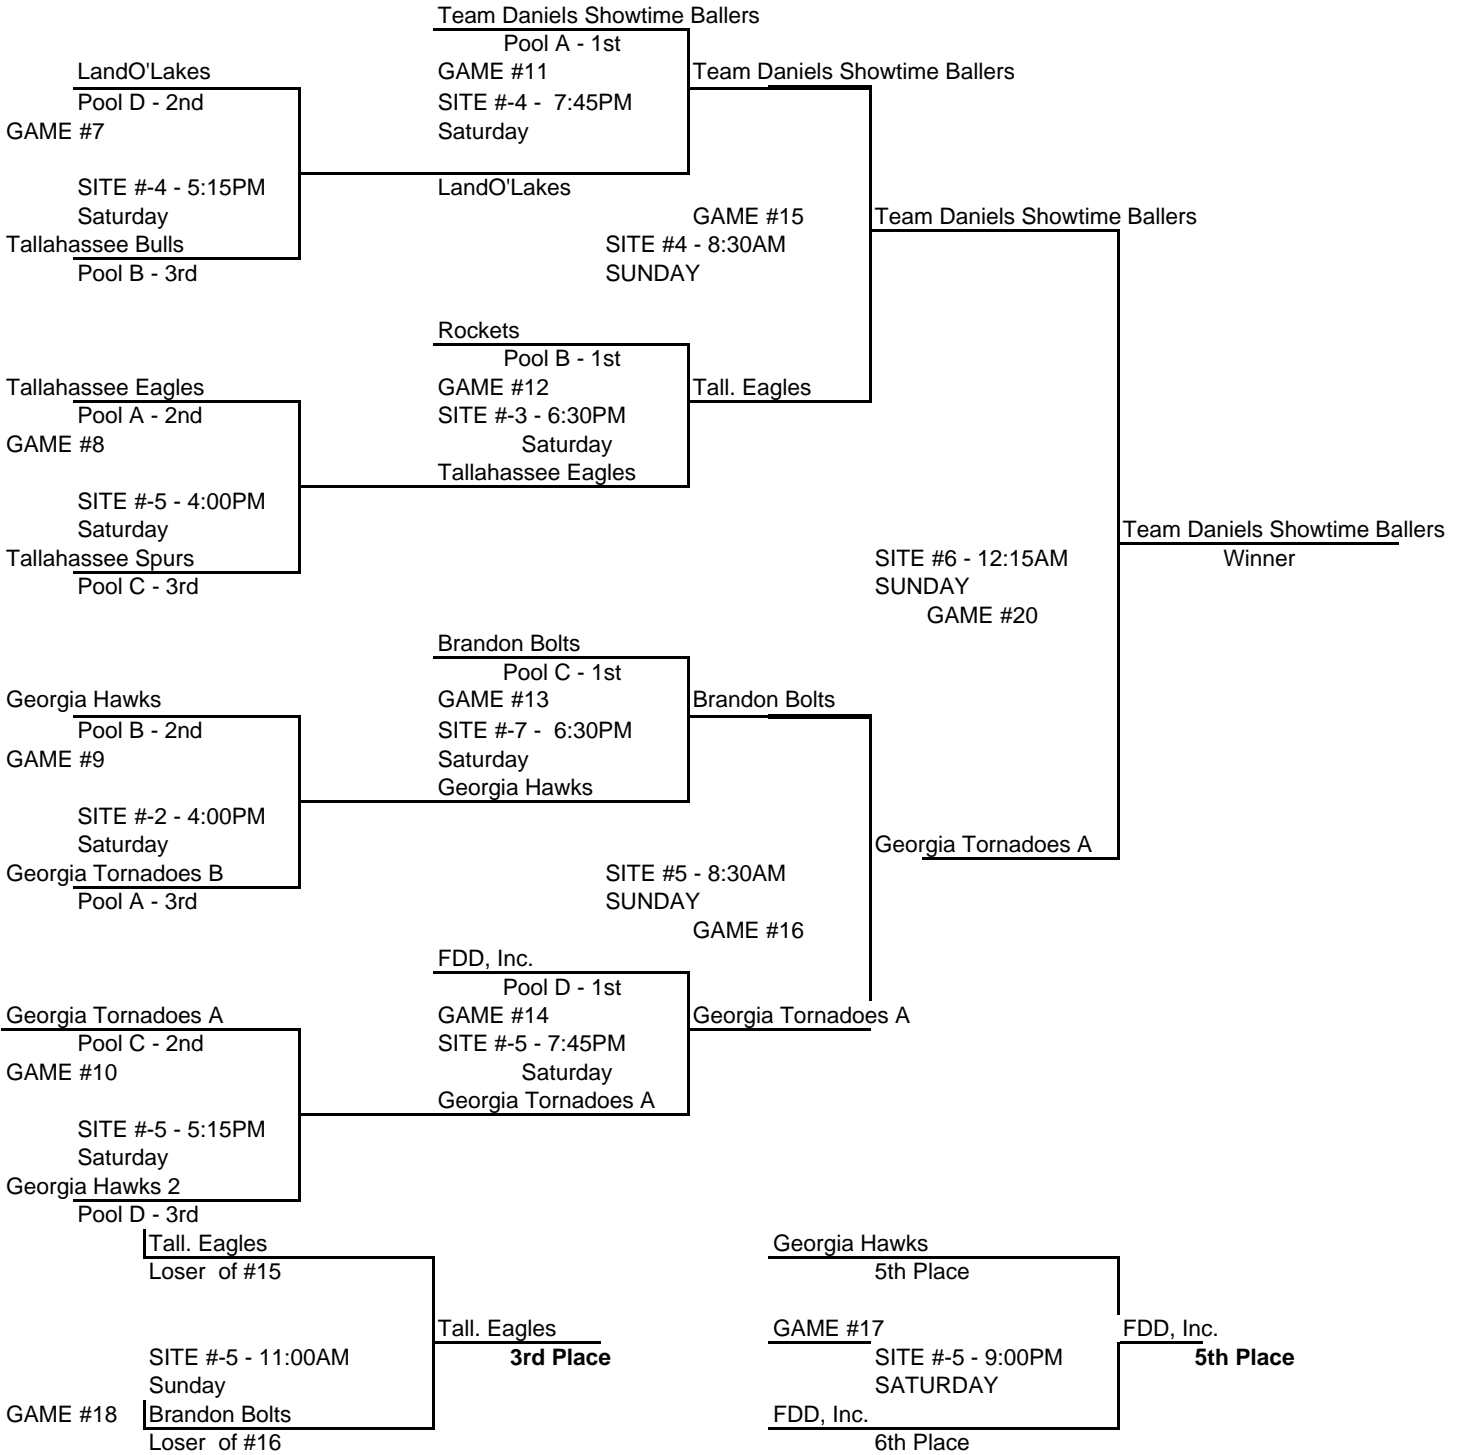 Team Daniels Showtime Ballers
Pool A - 1st
LandO'Lakes
GAME #11
Team Daniels Showtime Ballers
Pool D - 2nd
SITE #-4 -  7:45PM
GAME #7
Saturday
SITE #-4 - 5:15PM
LandO'Lakes
Saturday
GAME #15
Team Daniels Showtime Ballers
Tallahassee Bulls
SITE #4 - 8:30AM
Pool B - 3rd
SUNDAY
Rockets
Pool B - 1st
Tallahassee Eagles
GAME #12
Tall. Eagles
Pool A - 2nd
SITE #-3 - 6:30PM
GAME #8
Saturday
Tallahassee Eagles
SITE #-5 - 4:00PM
Saturday
Team Daniels Showtime Ballers
Tallahassee Spurs
SITE #6 - 12:15AM
Winner
Pool C - 3rd
SUNDAY
GAME #20
Brandon Bolts
Pool C - 1st
Georgia Hawks
GAME #13
Brandon Bolts
Pool B - 2nd
SITE #-7 -  6:30PM
GAME #9
Saturday
Georgia Hawks
SITE #-2 - 4:00PM
Saturday
Georgia Tornadoes A
Georgia Tornadoes B
SITE #5 - 8:30AM
Pool A - 3rd
SUNDAY
GAME #16
FDD, Inc.
Pool D - 1st
Georgia Tornadoes A
GAME #14
Georgia Tornadoes A
Pool C - 2nd
SITE #-5 - 7:45PM
GAME #10
Saturday
Georgia Tornadoes A
SITE #-5 - 5:15PM
Saturday
Georgia Hawks 2
Pool D - 3rd
Tall. Eagles
Georgia Hawks
Loser  of #15
5th Place
Tall. Eagles
GAME #17
FDD, Inc.
SITE #-5 - 11:00AM
3rd Place
SITE #-5 - 9:00PM
5th Place
Sunday
SATURDAY
GAME #18
Brandon Bolts
FDD, Inc.
Loser  of #16
6th Place